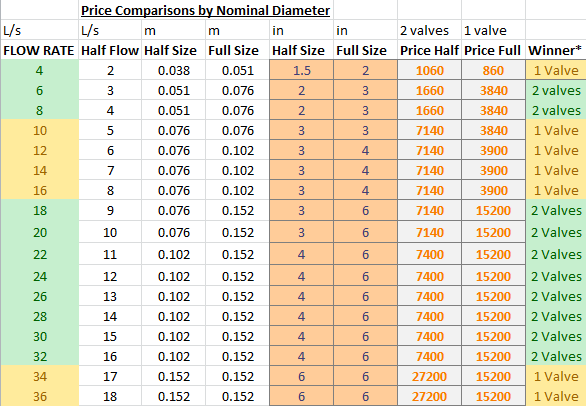 Price Comparisons by Nominal Diameter
L/s L/s m m in in 2 valves 1 valve
FLOW RATE Half Flow Half Size Full Size Half Size Full Size Price Half Price Full Winner*
4 2 0.038 0.051 1.5 2 1060 860 1 Valve
6 3 0.051 0.076 2 3 1660 3840 2 valves
8 4 0.051 0.076 2 3 1660 3840 2 valves
10 5 0.076 0.076 3 3 7140 3840 1 Valve
12 6 0.076 0.102 3 4 7140 3900 1 Valve
14 7 0.076 0.102 3 4 7140 3900 1 Valve
16 8 0.076 0.102 3 4 7140 3900 1 Valve
18 9 0.076 0.152 3 6 7140 15200 2 Valves
20 10 0.076 0.152 3 6 7140 15200 2 Valves
22 11 0.102 0.152 4 6 7400 15200 2 Valves
24 12 0.102 0.152 4 6 7400 15200 2 Valves
26 13 0.102 0.152 4 6 7400 15200 2 Valves
28 14 0.102 0.152 4 6 7400 15200 2 Valves
30 15 0.102 0.152 4 6 7400 15200 2 Valves
32 16 0.102 0.152 4 6 7400 15200 2 Valves
34 17 0.152 0.152 6 6 27200 15200 1 Valve
36 18 0.152 0.152 6 6 27200 15200 1 Valve